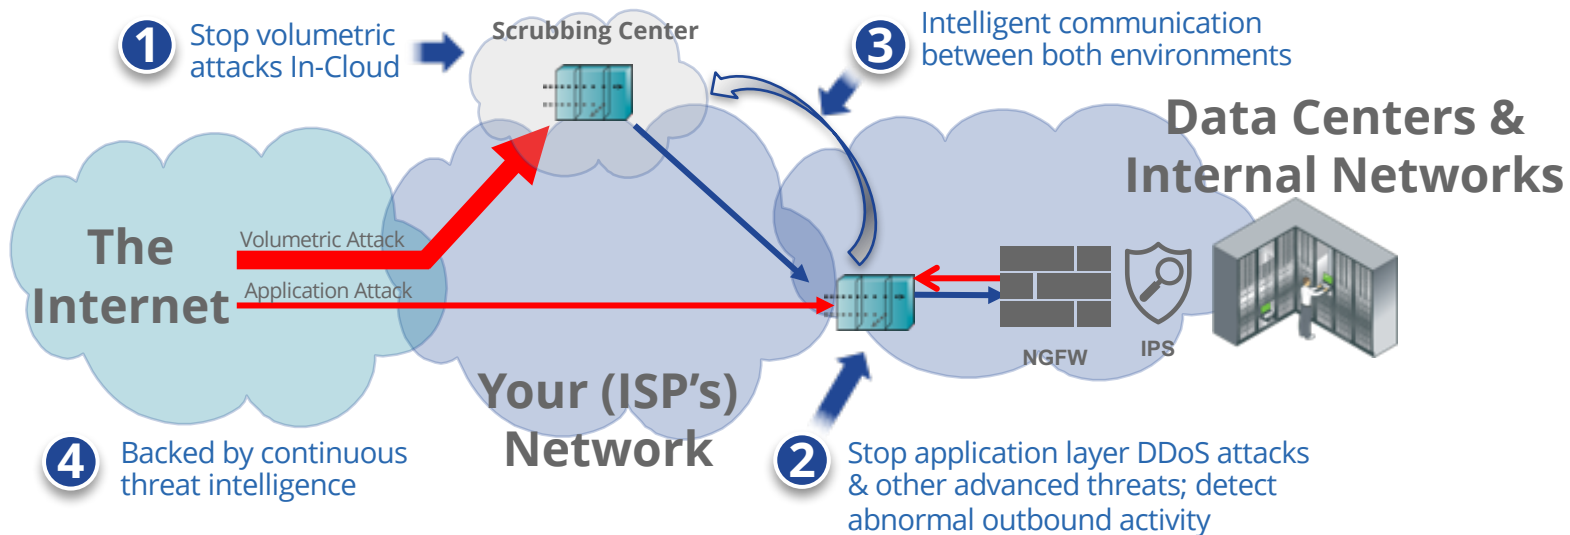 1
Stop volumetric
attacks In-Cloud
Scrubbing Center
3
Intelligent communication
between both environments
Data Centers &
Internal Networks
The
Internet
Volumetric Attack
Application Attack
NGFW
IPS
Your (ISP’s)
Network
4
Backed by continuous
threat intelligence
2
Stop application layer DDoS attacks
& other advanced threats; detect
abnormal outbound activity